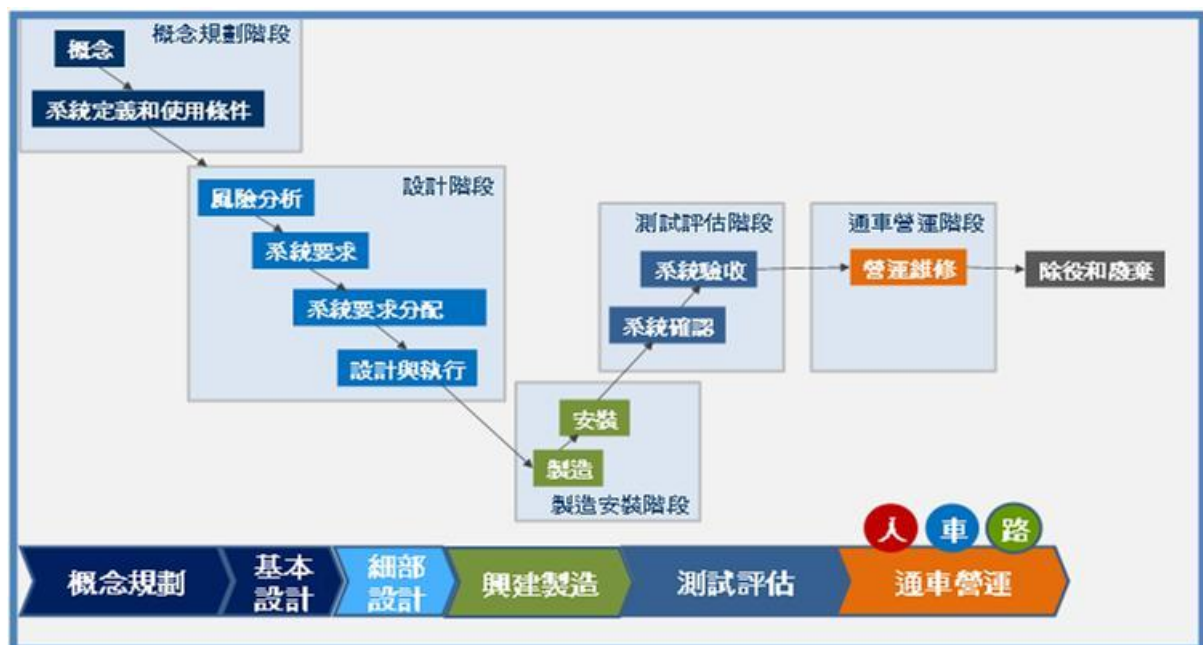 概念規劃階段
概念
系統定義和使用條件
設計階段
風險分析
系統要求
系統要求分配
設計與執行
製造安裝階段
安裝
製造
測試評估階段
系統驗收
系統確認
通車營運階段
營運維修
除役和廢棄
人
車
路
概念規劃
基本
設計
細部
設計
興建製造
測試評估
通車營運